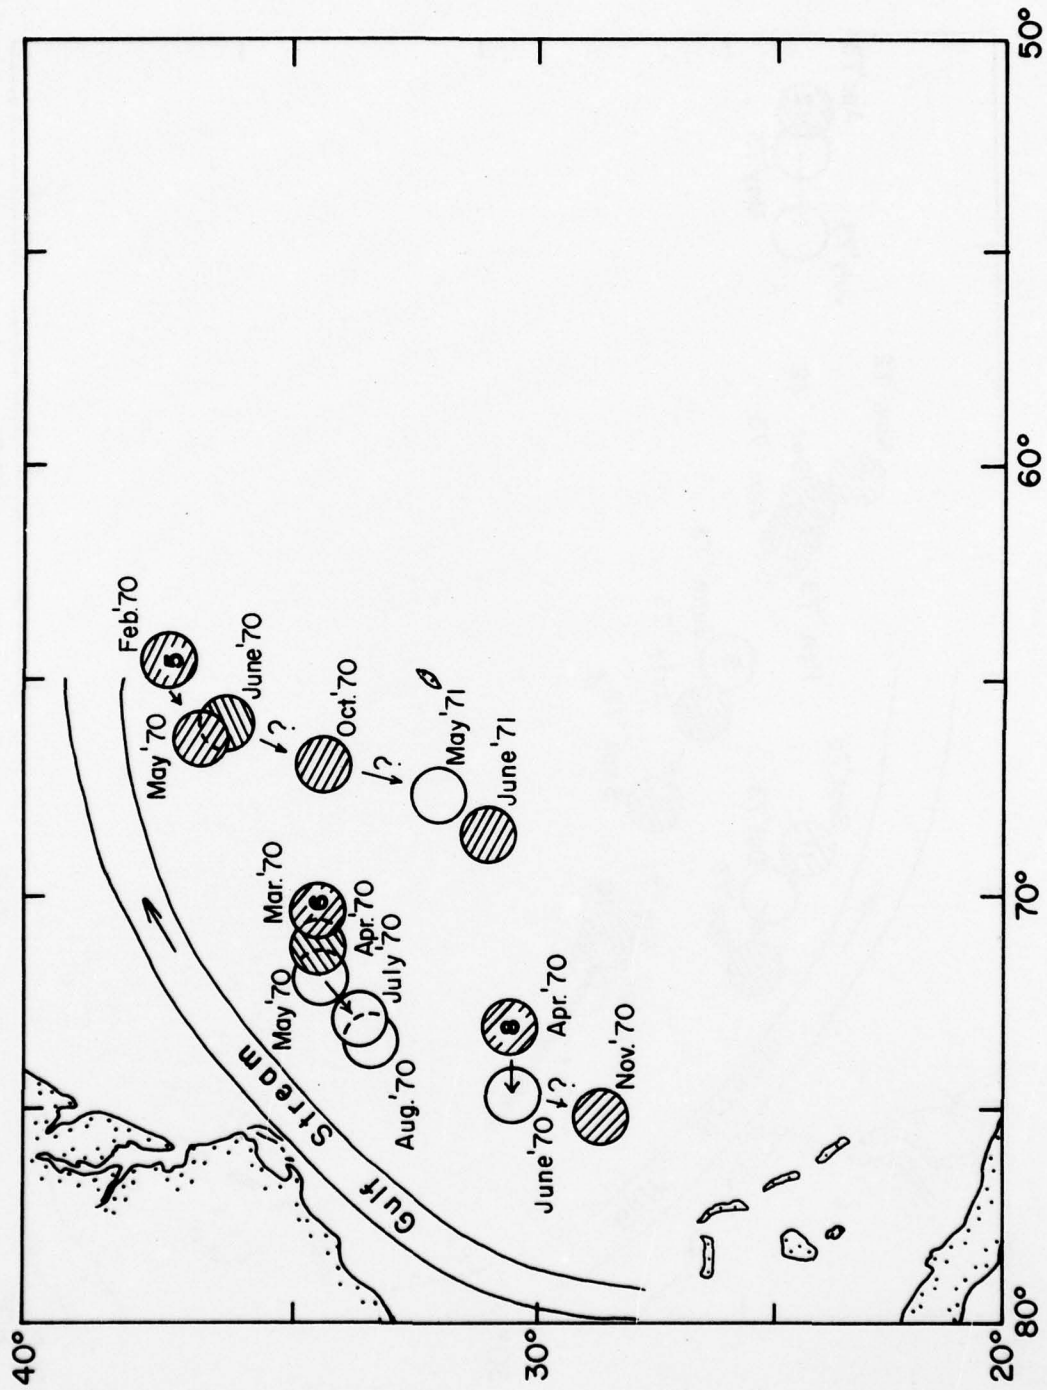 40°
30°
20°
80°
70°
60°
50°
Gulf Stream
Feb.'70
5
May '70
June '70
?
Oct.'70
?
May '71
June '71
Mar.'70
6
Apr.'70
May '70
July '70
Aug.'70
8
Apr.'70
June '70
?
Nov.'70